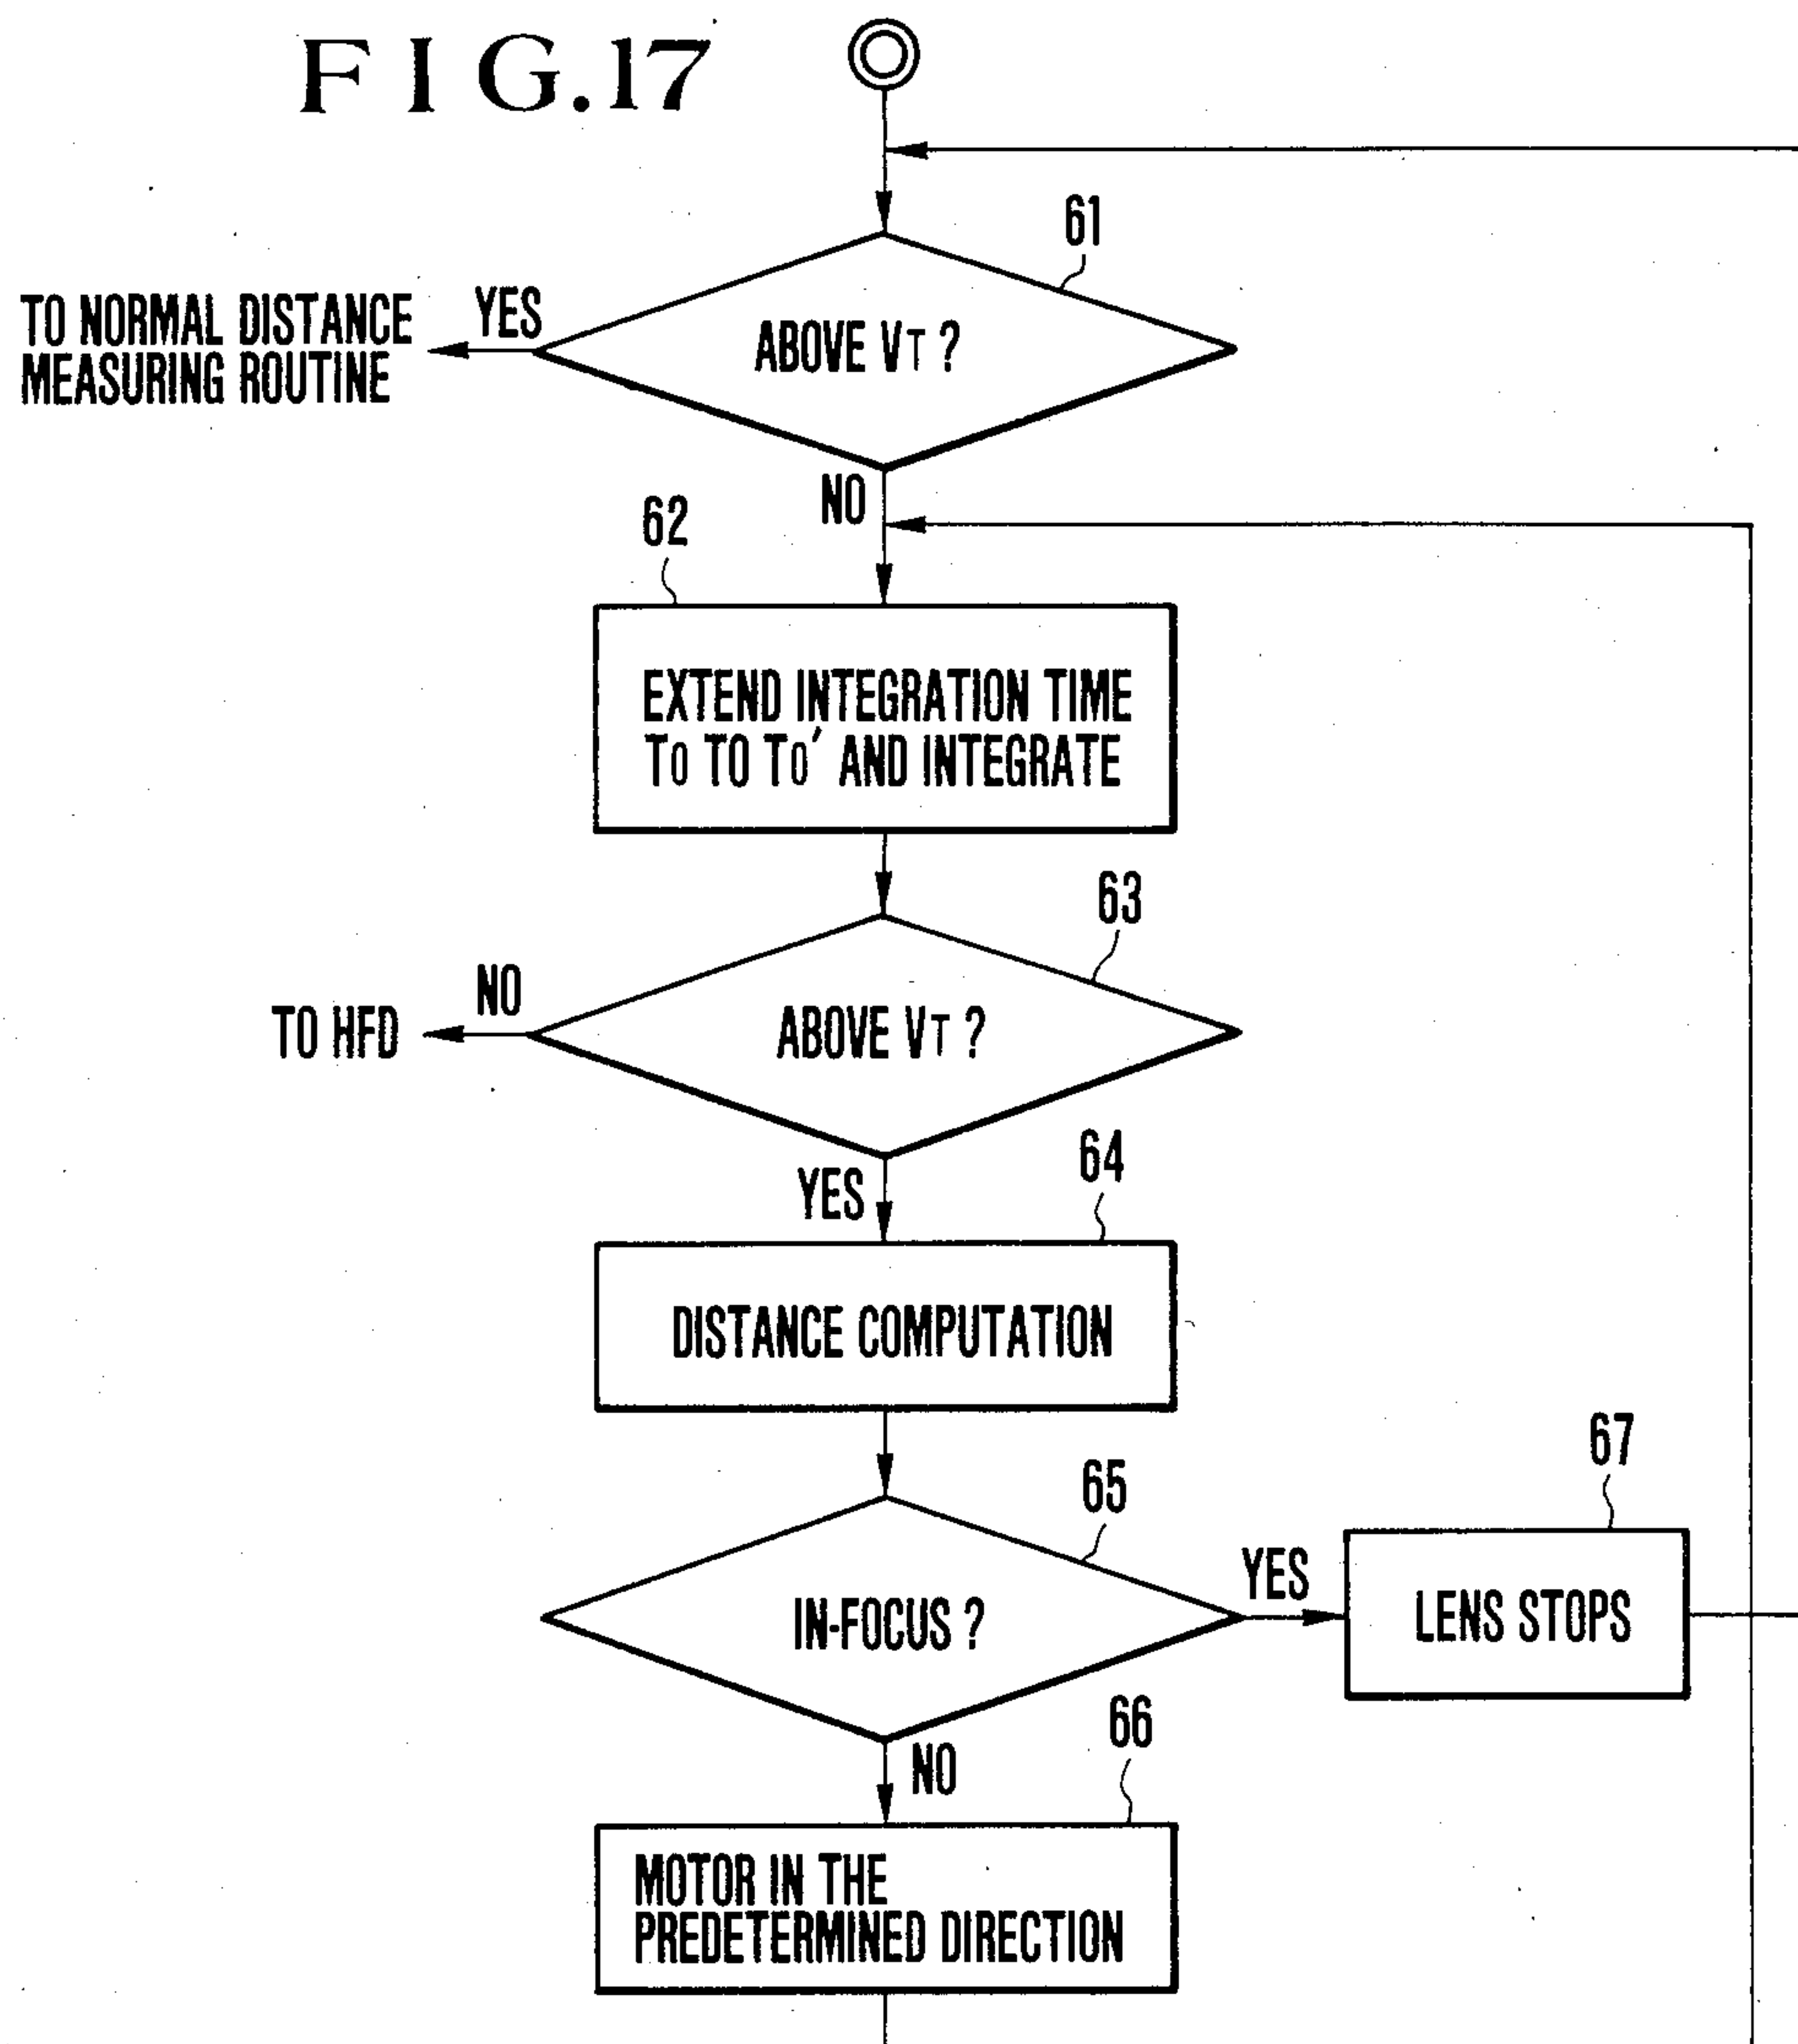 FIG.17
61
TO NORMAL DISTANCE
MEASURING ROUTINE
YES
ABOVE VT ?
NO
62
EXTEND INTEGRATION TIME
T0 TO T0' AND INTEGRATE
63
NO
TO HFD
ABOVE VT ?
YES
64
DISTANCE COMPUTATION
65
67
IN-FOCUS ?
YES
LENS STOPS
NO
66
MOTOR IN THE
PREDETERMINED DIRECTION